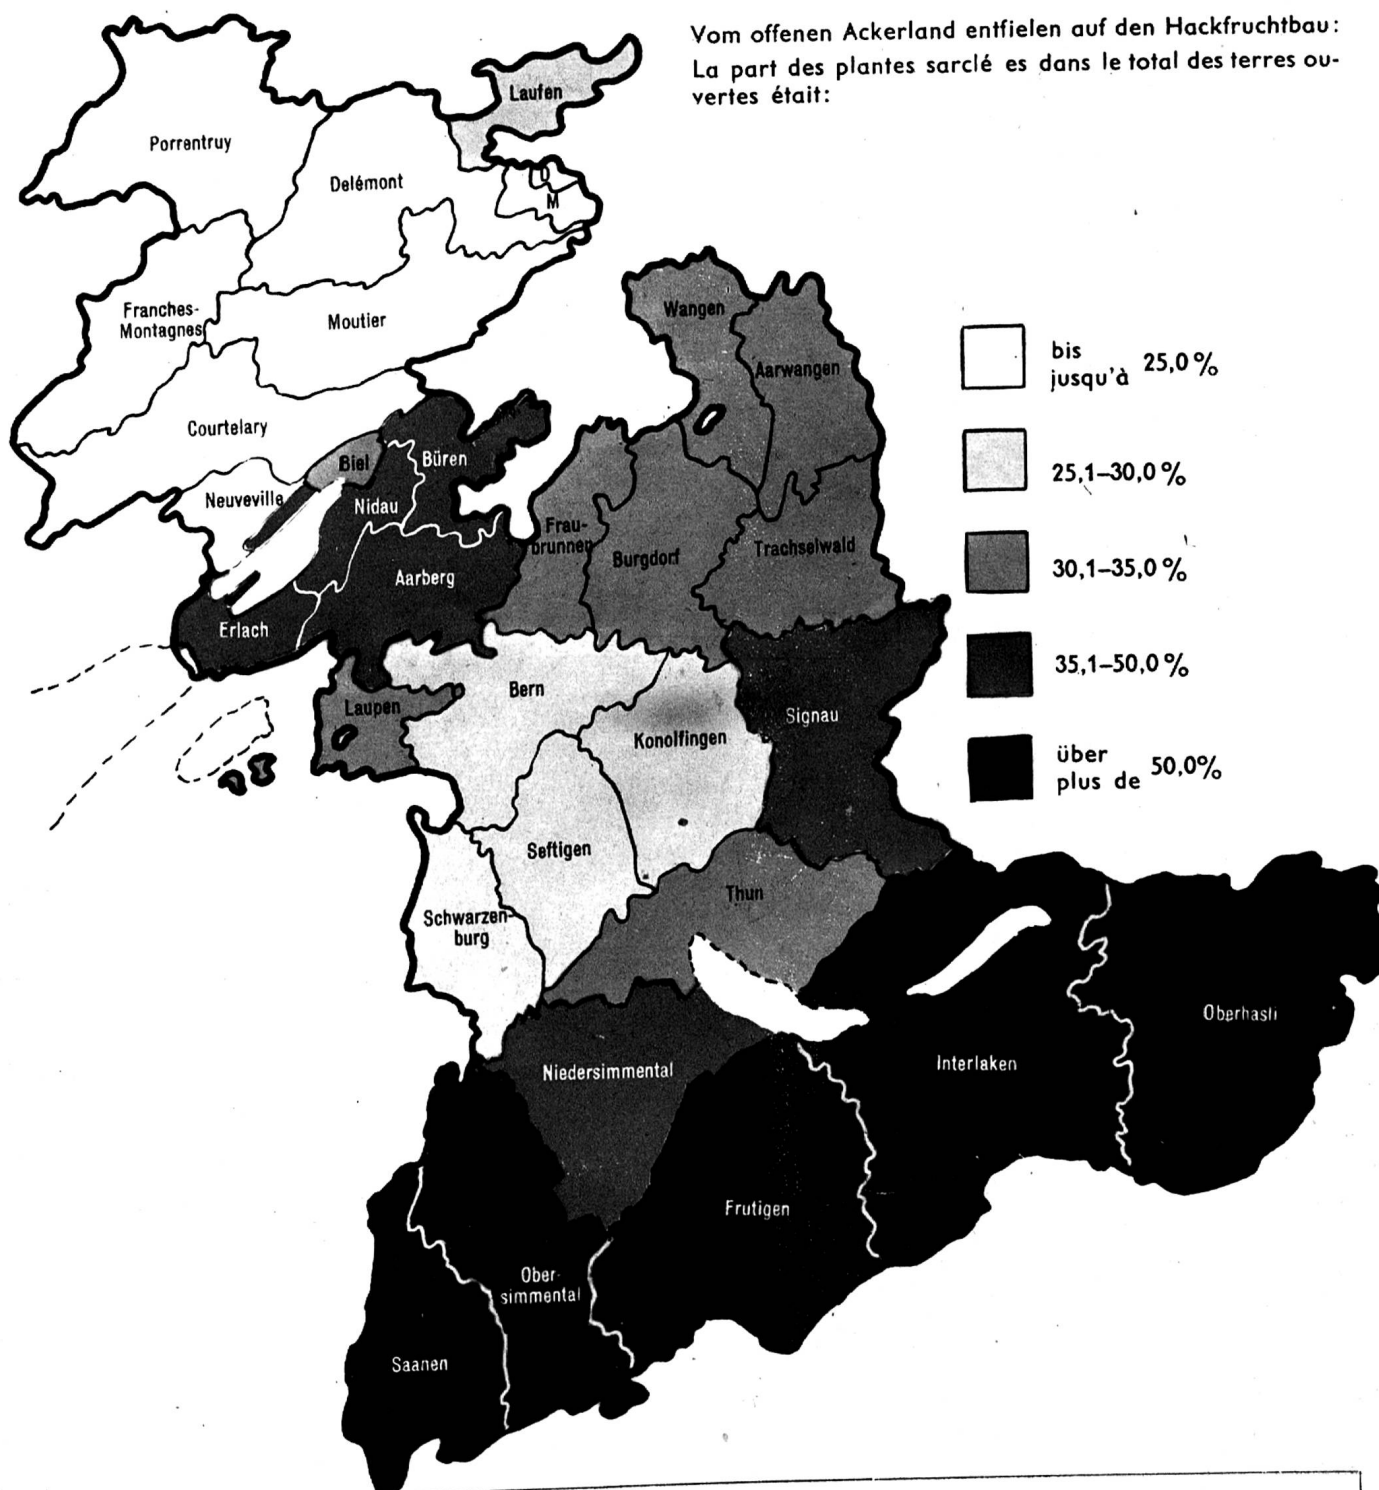 Vom offenen Ackerland entfielen auf den Hackfruchtbau:
La part des plantes sarclé es dans le total des terres ou-
vertes était:
Laufen
Porrentruy
Delémont
D
M
Franches-
Montagnes
Moutier
Wangen
Aarwangen
Courtelary
Biel
Büren
Neuveville
Nidau
Frau-
brunnen
Burgdorf
Trachselwald
Aarberg
Erlach
Bern
Laupen
Konolfingen
Signau
Seftigen
Thun
Schwarzen-
burg
Niedersimmental
Interlaken
Oberhasli
Frutigen
Ober-
simmental
Saanen
bis
jusqu'à 25,0%
25,1–30,0%
30,1–35,0%
35,1–50,0%
über
plus de 50,0%